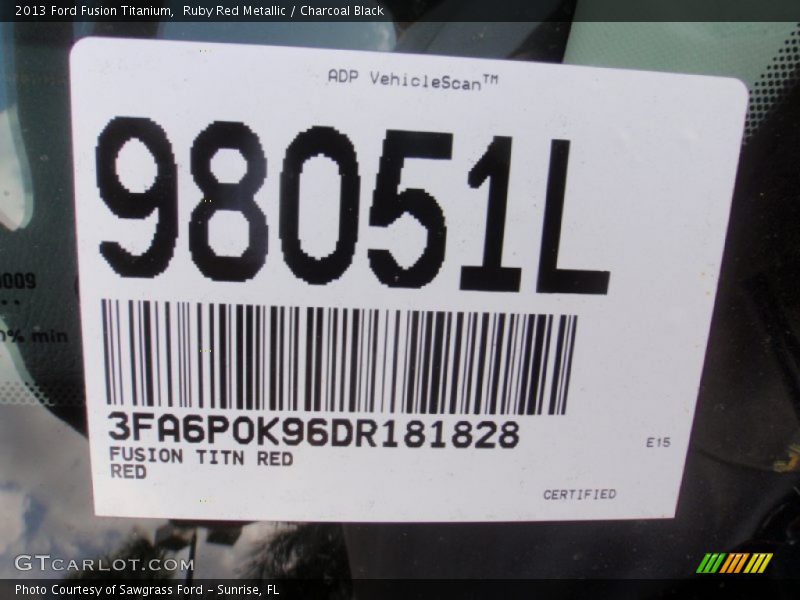 2013 Ford Fusion Titanium,  Ruby Red Metallic / Charcoal Black
ADP VehicleScan™
98051L
3FA6P0K96DR181828
FUSION TITN RED
RED
E15
CERTIFIED
% min
GTCARLOT.COM
Photo Courtesy of Sawgrass Ford – Sunrise, FL